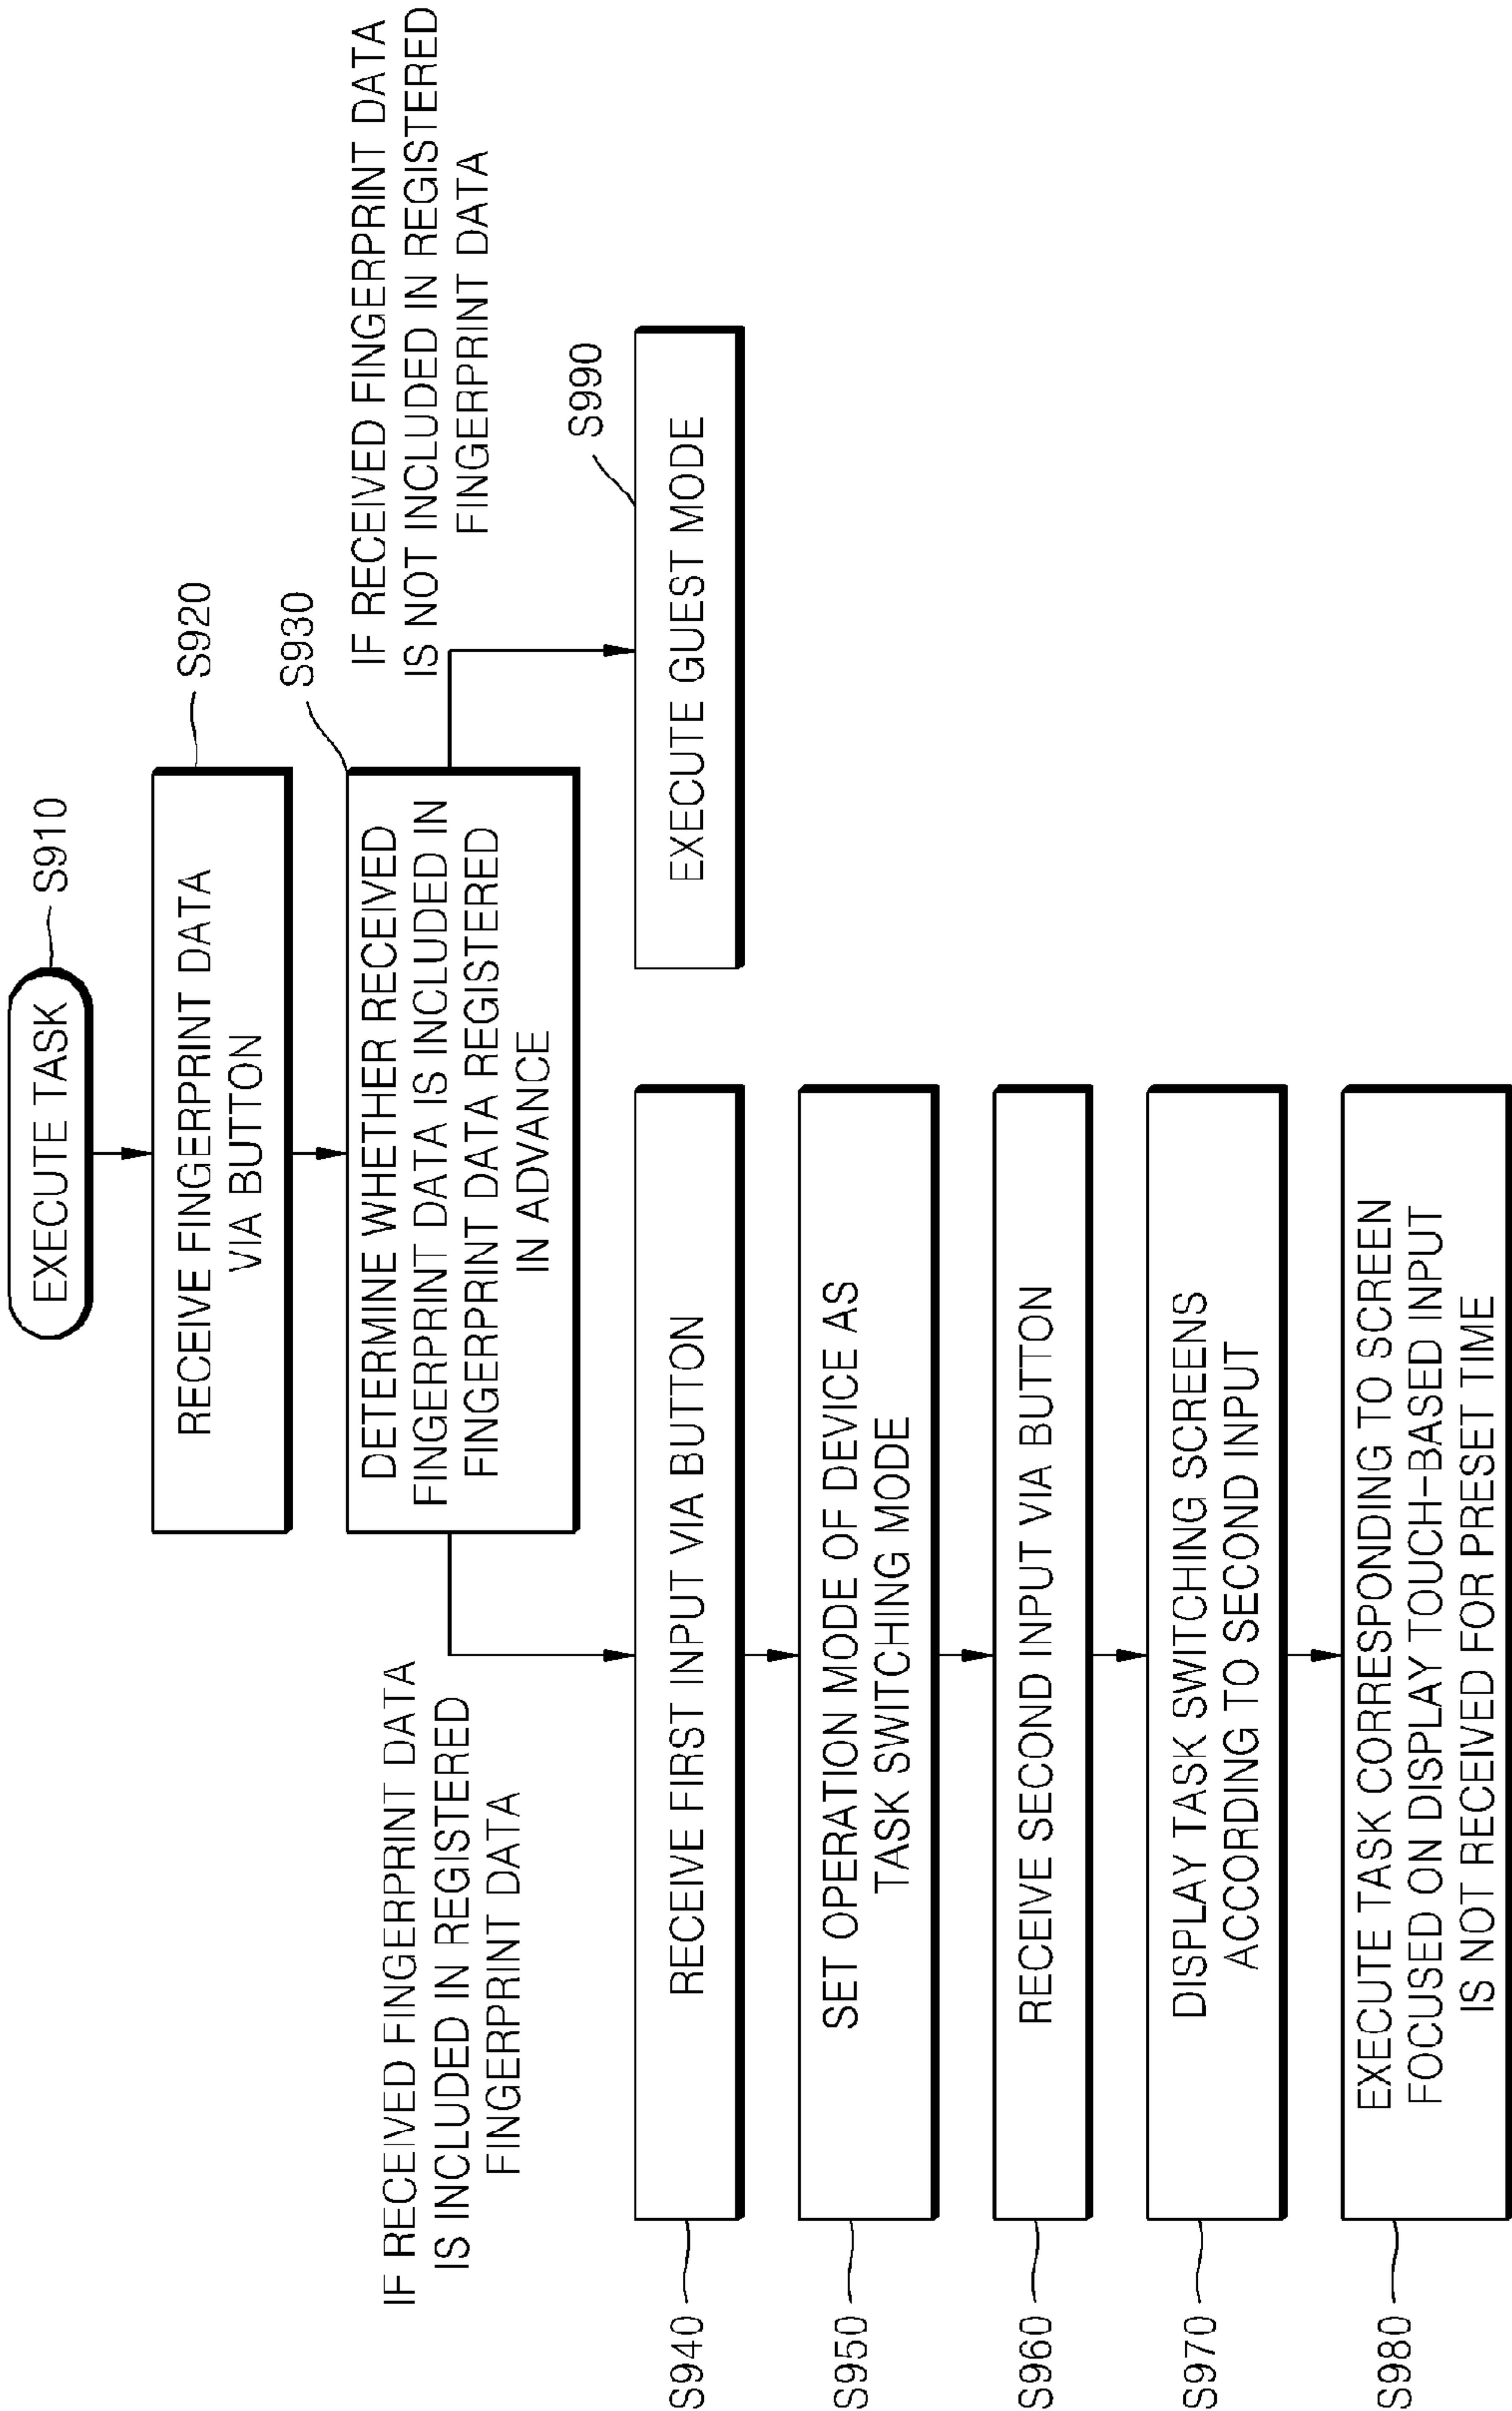 EXECUTE TASK
S910
RECEIVE FINGERPRINT DATA
VIA BUTTON
S920
DETERMINE WHETHER RECEIVED
FINGERPRINT DATA IS INCLUDED IN
FINGERPRINT DATA REGISTERED
IN ADVANCE
S930
IF RECEIVED FINGERPRINT DATA
IS INCLUDED IN REGISTERED
FINGERPRINT DATA
IF RECEIVED FINGERPRINT DATA
IS NOT INCLUDED IN REGISTERED
FINGERPRINT DATA
S940
RECEIVE FIRST INPUT VIA BUTTON
EXECUTE GUEST MODE
S990
S950
SET OPERATION MODE OF DEVICE AS
TASK SWITCHING MODE
S960
RECEIVE SECOND INPUT VIA BUTTON
S970
DISPLAY TASK SWITCHING SCREENS
ACCORDING TO SECOND INPUT
S980
EXECUTE TASK CORRESPONDING TO SCREEN
FOCUSED ON DISPLAY TOUCH-BASED INPUT
IS NOT RECEIVED FOR PRESET TIME